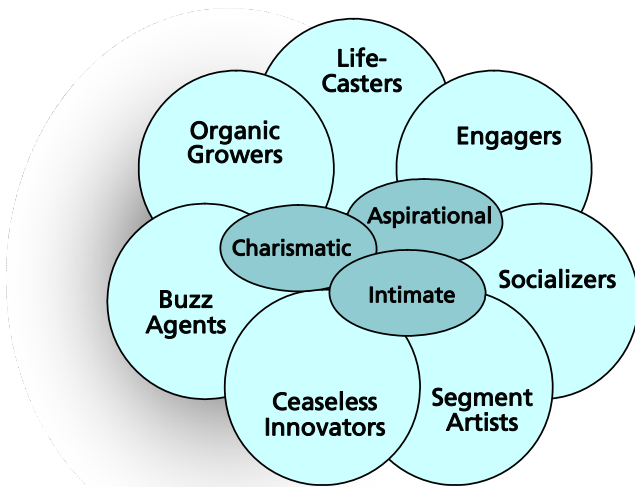 Life-
Casters
Organic
Growers
Engagers
Aspirational
Charismatic
Socializers
Intimate
Buzz
Agents
Ceaseless
Innovators
Segment
Artists